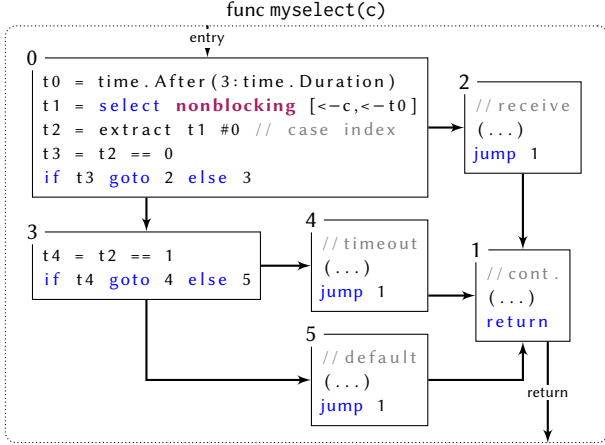 func myselect(c)
entry
0
t0 = time.After(3:time.Duration)
t1 = select nonblocking [<-c,<-t0]
t2 = extract t1 #0 // case index
t3 = t2 == 0
if t3 goto 2 else 3
2
// receive
(...)
jump 1
3
t4 = t2 == 1
if t4 goto 4 else 5
4
// timeout
(...)
jump 1
1
// cont.
(...)
return
5
// default
(...)
jump 1
return